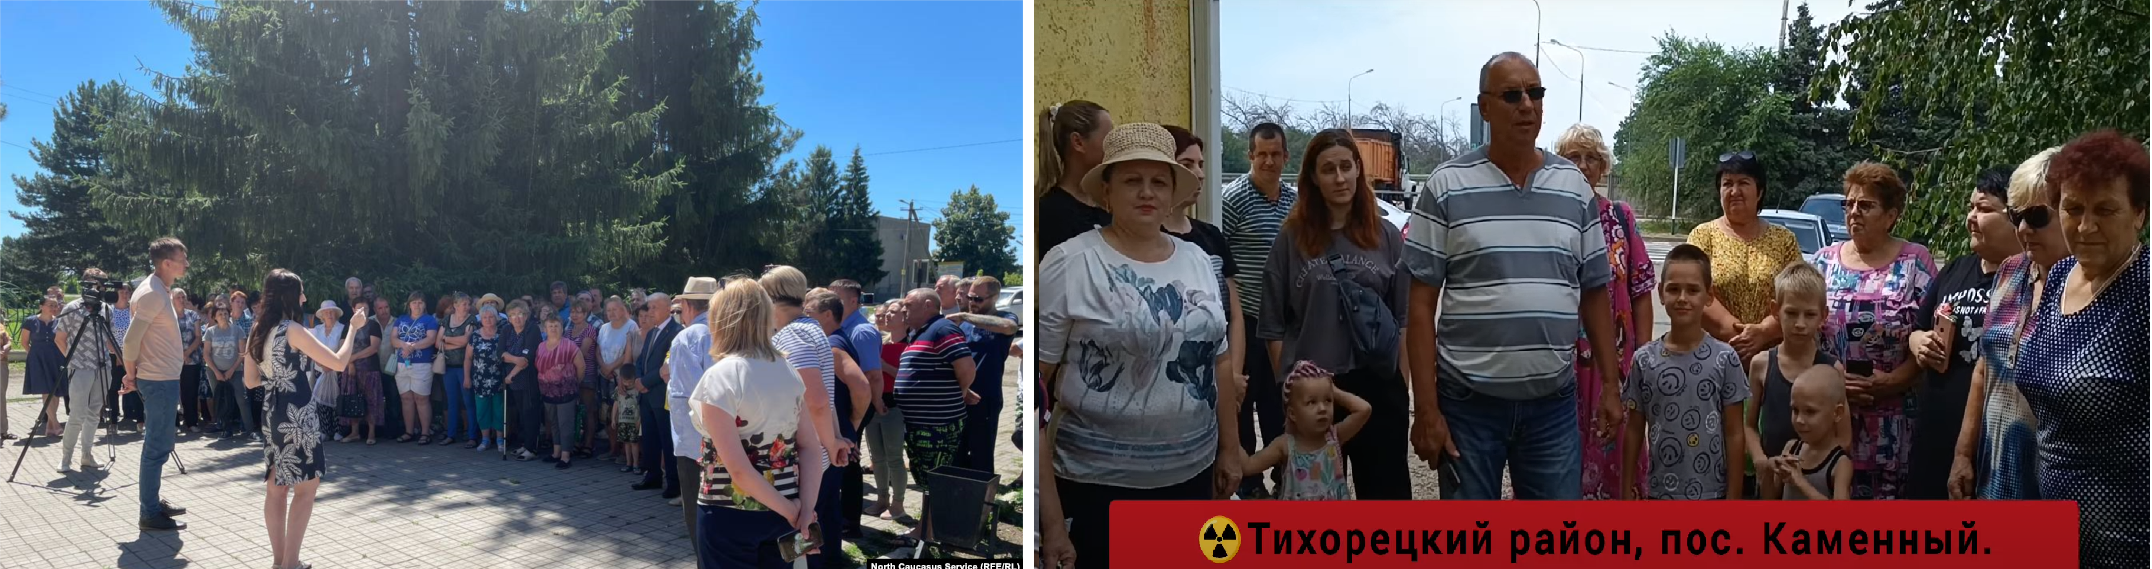 North Caucasus Service (RFE/RL)
Тихорецкий район, пос. Каменный.